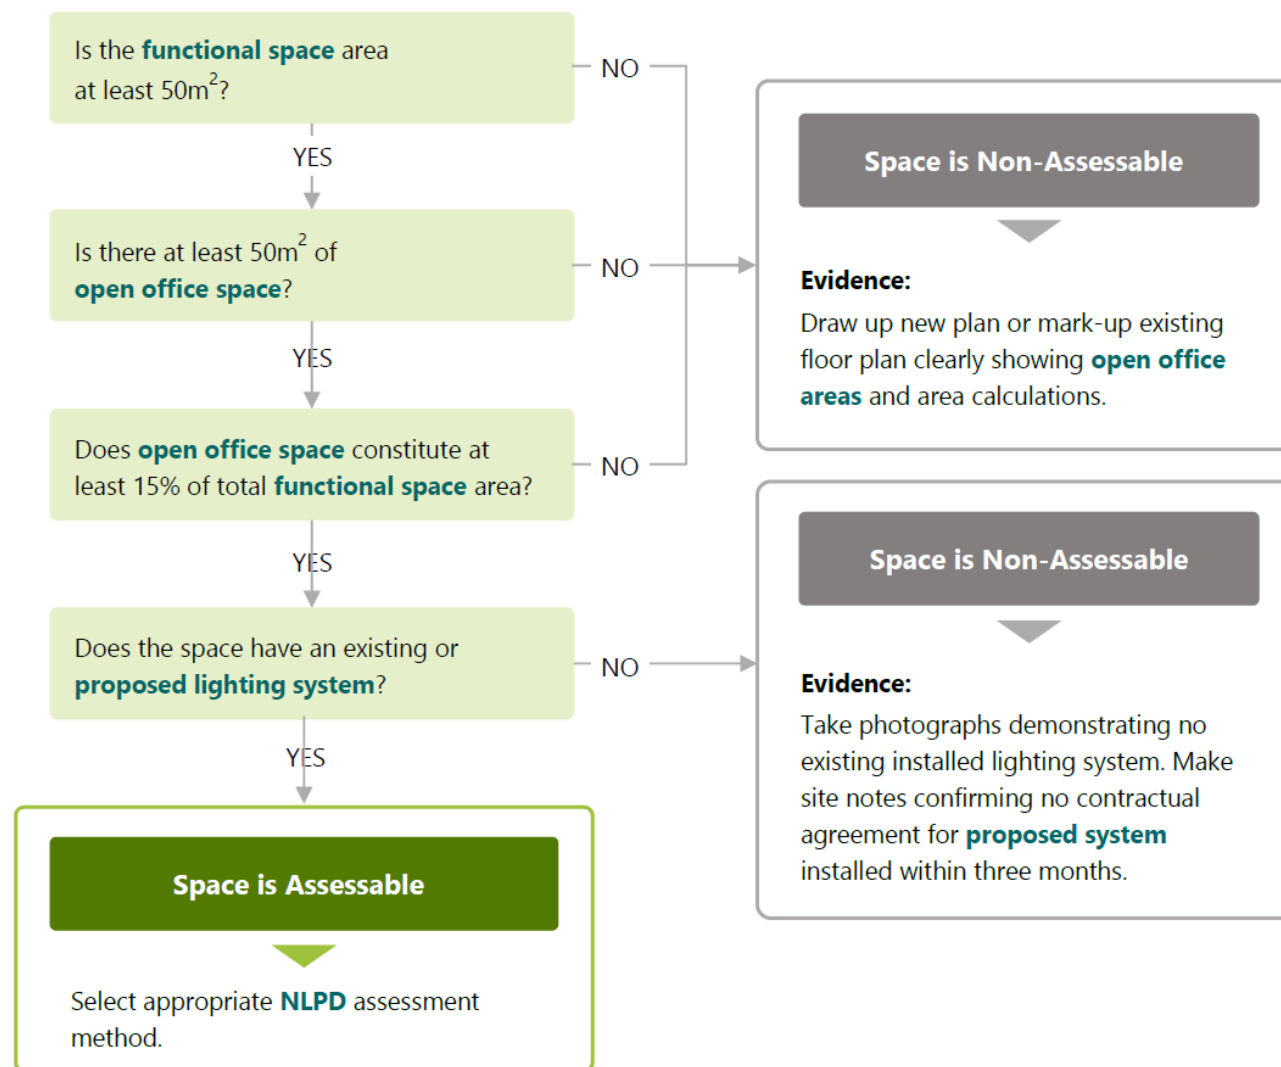 Is the functional space area
at least 50m²?
NO
YES
Is there at least 50m² of
open office space?
NO
YES
Does open office space constitute at
least 15% of total functional space area?
NO
YES
Does the space have an existing or
proposed lighting system?
NO
YES
Space is Assessable
Select appropriate NLPD assessment
method.
Space is Non-Assessable
Evidence:
Draw up new plan or mark-up existing
floor plan clearly showing open office
areas and area calculations.
Space is Non-Assessable
Evidence:
Take photographs demonstrating no
existing installed lighting system. Make
site notes confirming no contractual
agreement for proposed system
installed within three months.